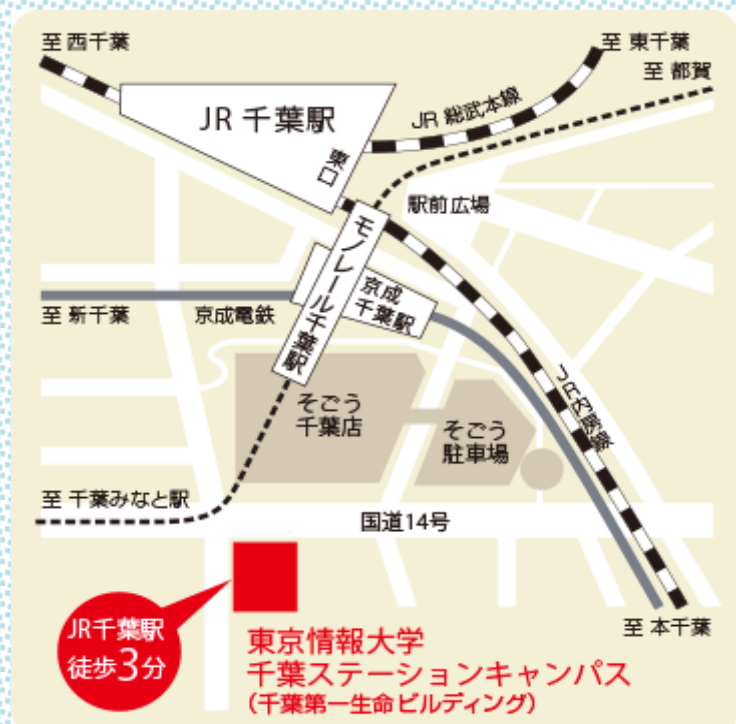 至 西千葉
至 東千葉
至 都賀
JR 千葉駅
JR 総武本線
東口
駅前広場
モノレール千葉駅
京成
千葉駅
至 新千葉
京成電鉄
JR内房線
そごう
千葉店
そごう
駐車場
至 千葉みなと駅
国道14号
JR千葉駅
徒歩3分
至 本千葉
東京情報大学
千葉ステーションキャンパス
(千葉第一生命ビルディング)